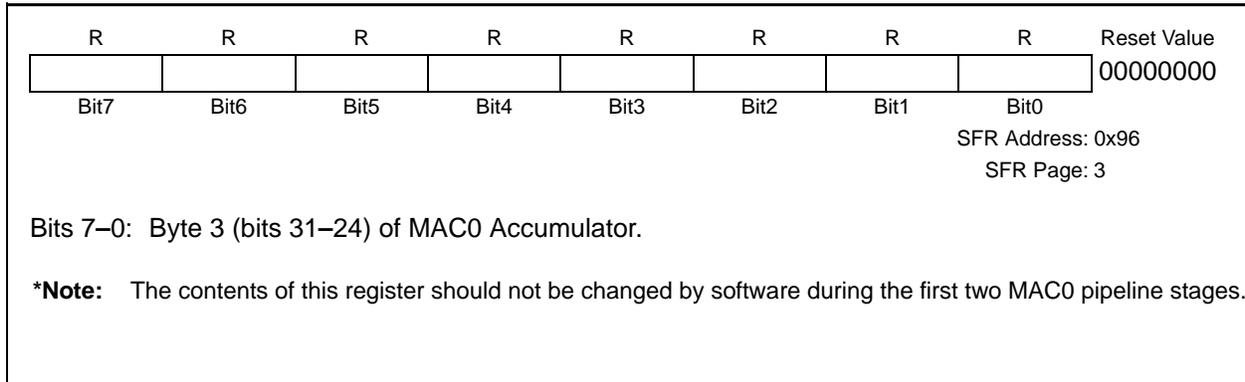 R R R R R R R R Reset Value
00000000
Bit7 Bit6 Bit5 Bit4 Bit3 Bit2 Bit1 Bit0
SFR Address: 0x96
SFR Page: 3
Bits 7–0: Byte 3 (bits 31–24) of MAC0 Accumulator.
*Note: The contents of this register should not be changed by software during the first two MAC0 pipeline stages.